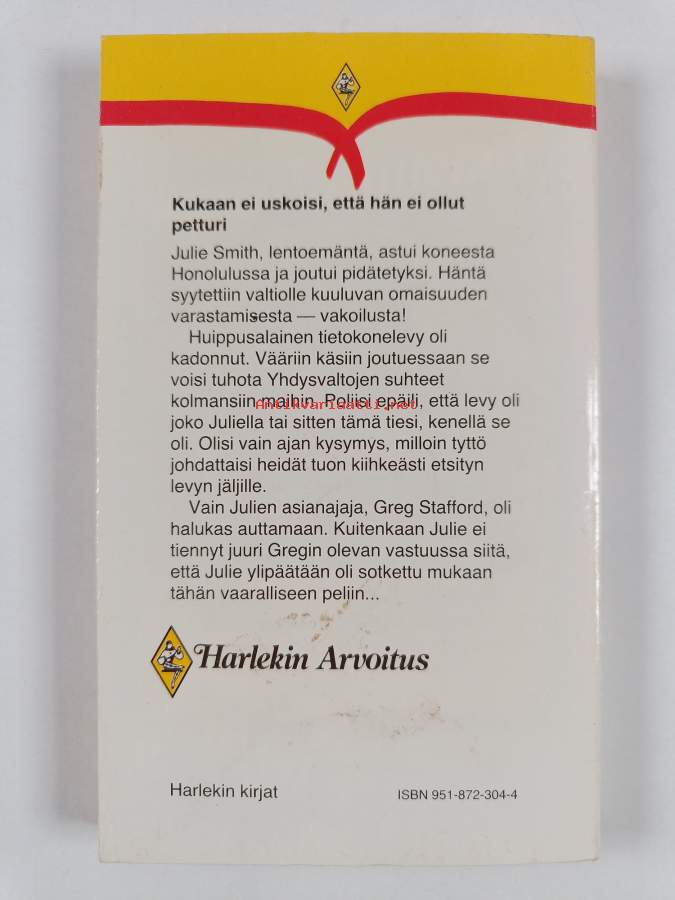 Kukaan ei uskoisi, että hän ei ollut
petturi
Julie Smith, lentoemäntä, astui koneesta
Honolulussa ja joutui pidätetyksi. Häntä
syytettiin valtiolle kuuluvan omaisuuden
varastamisesta — vakoilusta!
Huippusalainen tietokonelevy oli
kadonnut. Vääriin käsiin joutuessaan se
voisi tuhota Yhdysvaltojen suhteet
kolmansiin maihin. Poliisi epäili, että levy oli
Antikvariaatti.net
joko Juliella tai sitten tämä tiesi, kenellä se
oli. Olisi vain ajan kysymys, milloin tyttö
johdattaisi heidät tuon kiihkeästi etsityn
levyn jäljille.
Vain Julien asianajaja, Greg Stafford, oli
halukas auttamaan. Kuitenkaan Julie ei
tiennyt juuri Gregin olevan vastuussa siitä,
että Julie ylipäätään oli sotkettu mukaan
tähän vaaralliseen peliin...
Harlekin Arvoitus
Harlekin kirjat
ISBN 951-872-304-4